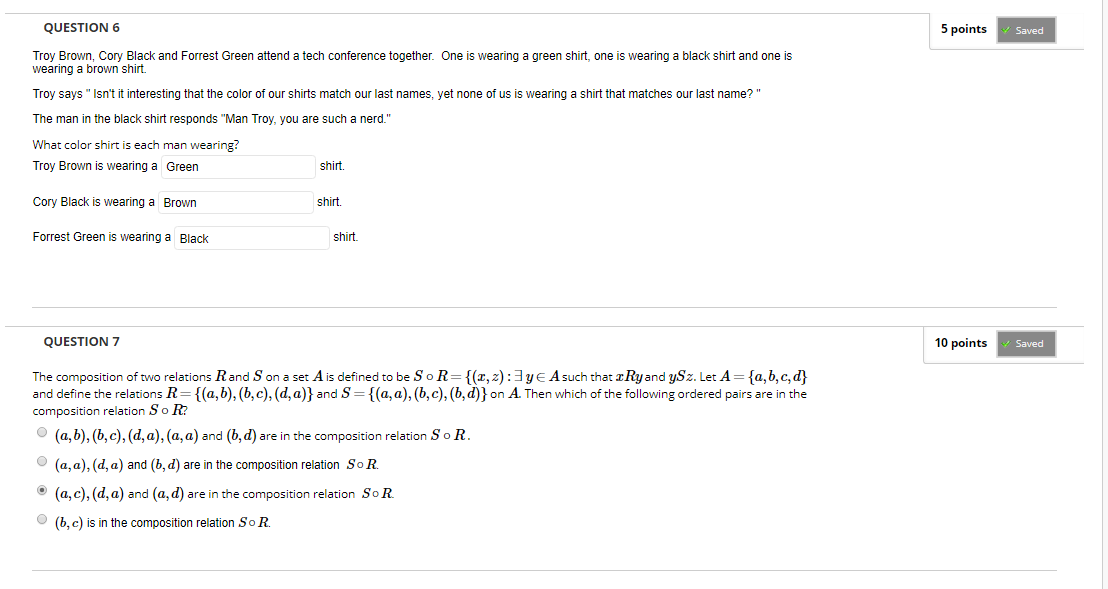 QUESTION 6
5 points
✓ Saved
Troy Brown, Cory Black and Forrest Green attend a tech conference together. One is wearing a green shirt, one is wearing a black shirt and one is
wearing a brown shirt.
Troy says " Isn't it interesting that the color of our shirts match our last names, yet none of us is wearing a shirt that matches our last name? "
The man in the black shirt responds "Man Troy, you are such a nerd."
What color shirt is each man wearing?
Troy Brown is wearing a Green shirt.
Cory Black is wearing a Brown shirt.
Forrest Green is wearing a Black shirt.
QUESTION 7
10 points
✓ Saved
The composition of two relations R and S on a set A is defined to be S ∘ R = {(x, z) : ∃ y ∈ A such that xRy and ySz. Let A = {a, b, c, d}
and define the relations R = {(a, b), (b, c), (d, a)} and S = {(a, a), (b, c), (b, d)} on A. Then which of the following ordered pairs are in the
composition relation S ∘ R?
(a, b), (b, c), (d, a), (a, a) and (b, d) are in the composition relation S ∘ R.
(a, a), (d, a) and (b, d) are in the composition relation S ∘ R.
(a, c), (d, a) and (a, d) are in the composition relation S ∘ R.
(b, c) is in the composition relation S ∘ R.